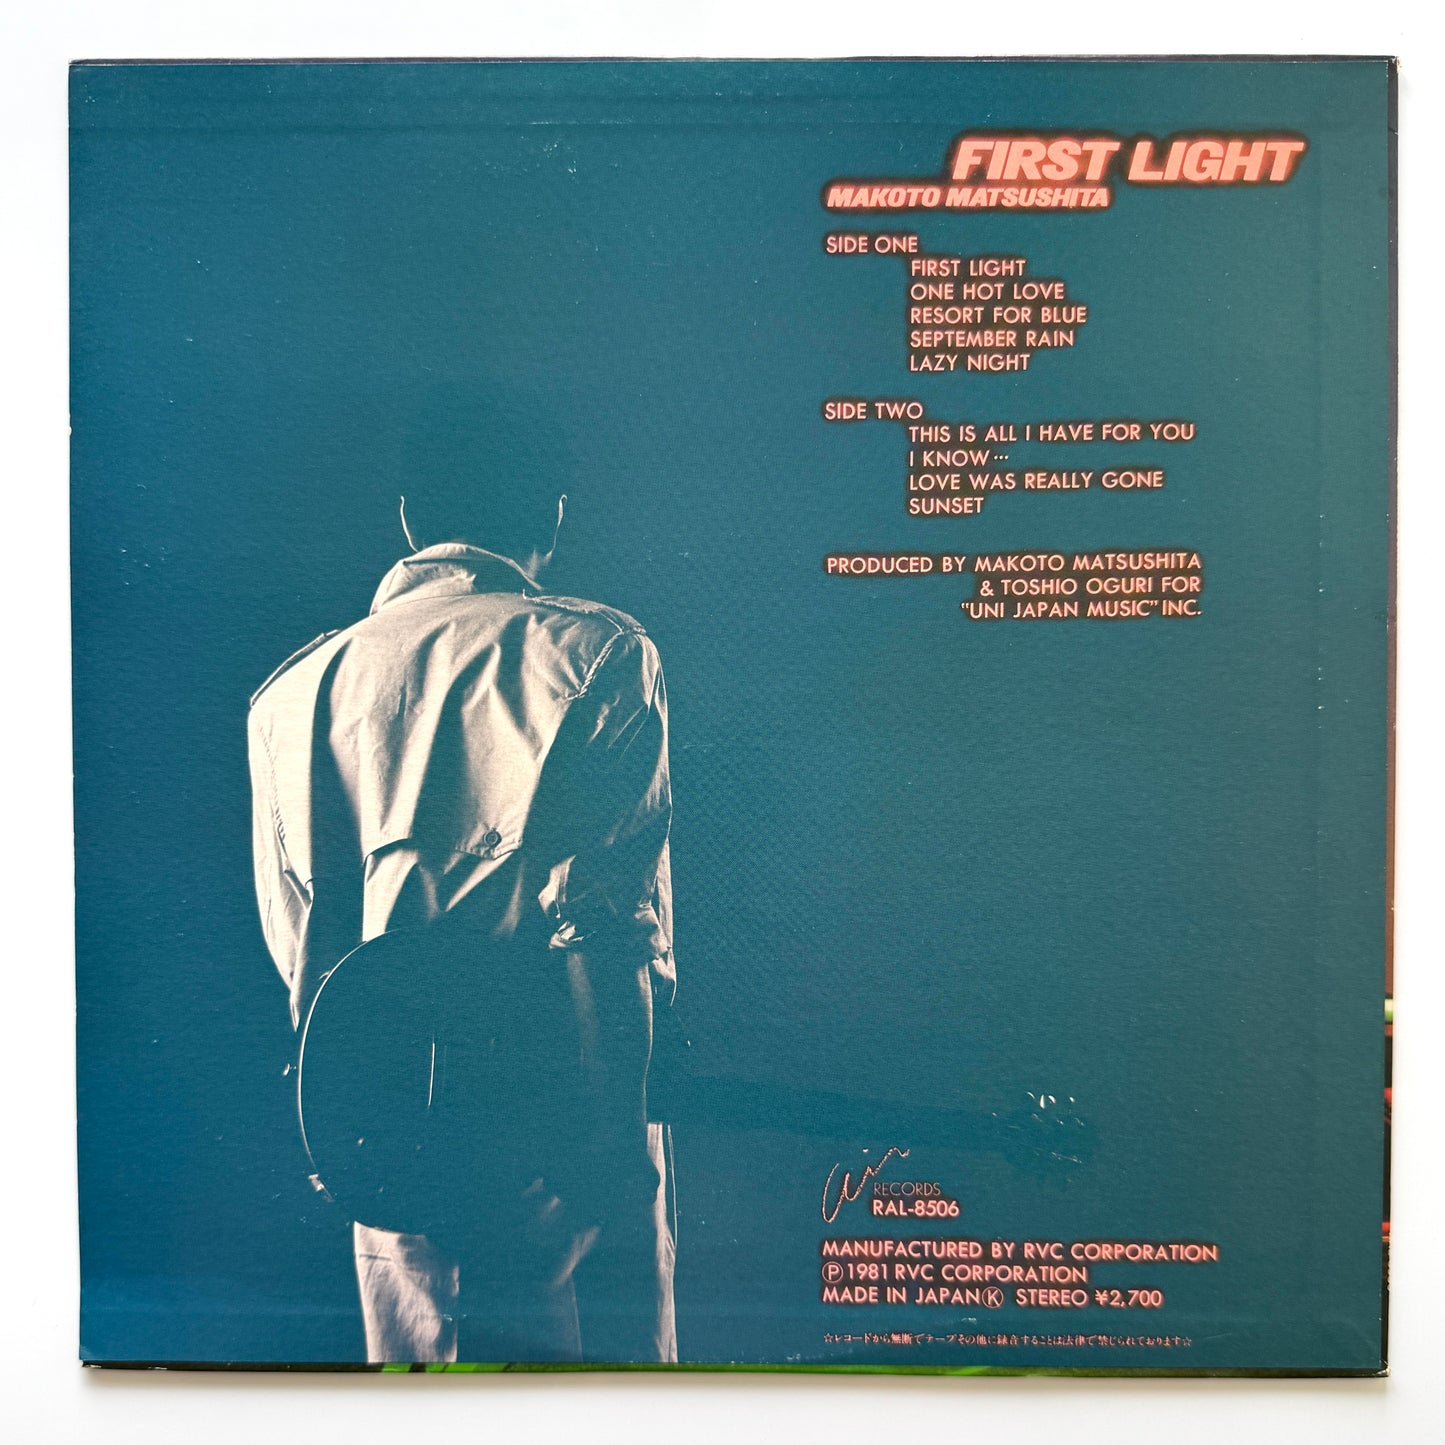 FIRST LIGHT
MAKOTO MATSUSHITA
SIDE ONE
FIRST LIGHT
ONE HOT LOVE
RESORT FOR BLUE
SEPTEMBER RAIN
LAZY NIGHT
SIDE TWO
THIS IS ALL I HAVE FOR YOU
I KNOW…
LOVE WAS REALLY GONE
SUNSET
PRODUCED BY MAKOTO MATSUSHITA
& TOSHIO OGURI FOR
"UNI JAPAN MUSIC" INC.
air
RECORDS
RAL-8506
MANUFACTURED BY RVC CORPORATION
Ⓟ 1981 RVC CORPORATION
MADE IN JAPAN Ⓚ STEREO ¥2,700
☆レコードから無断でテープその他に録音することは法律で禁じられております☆